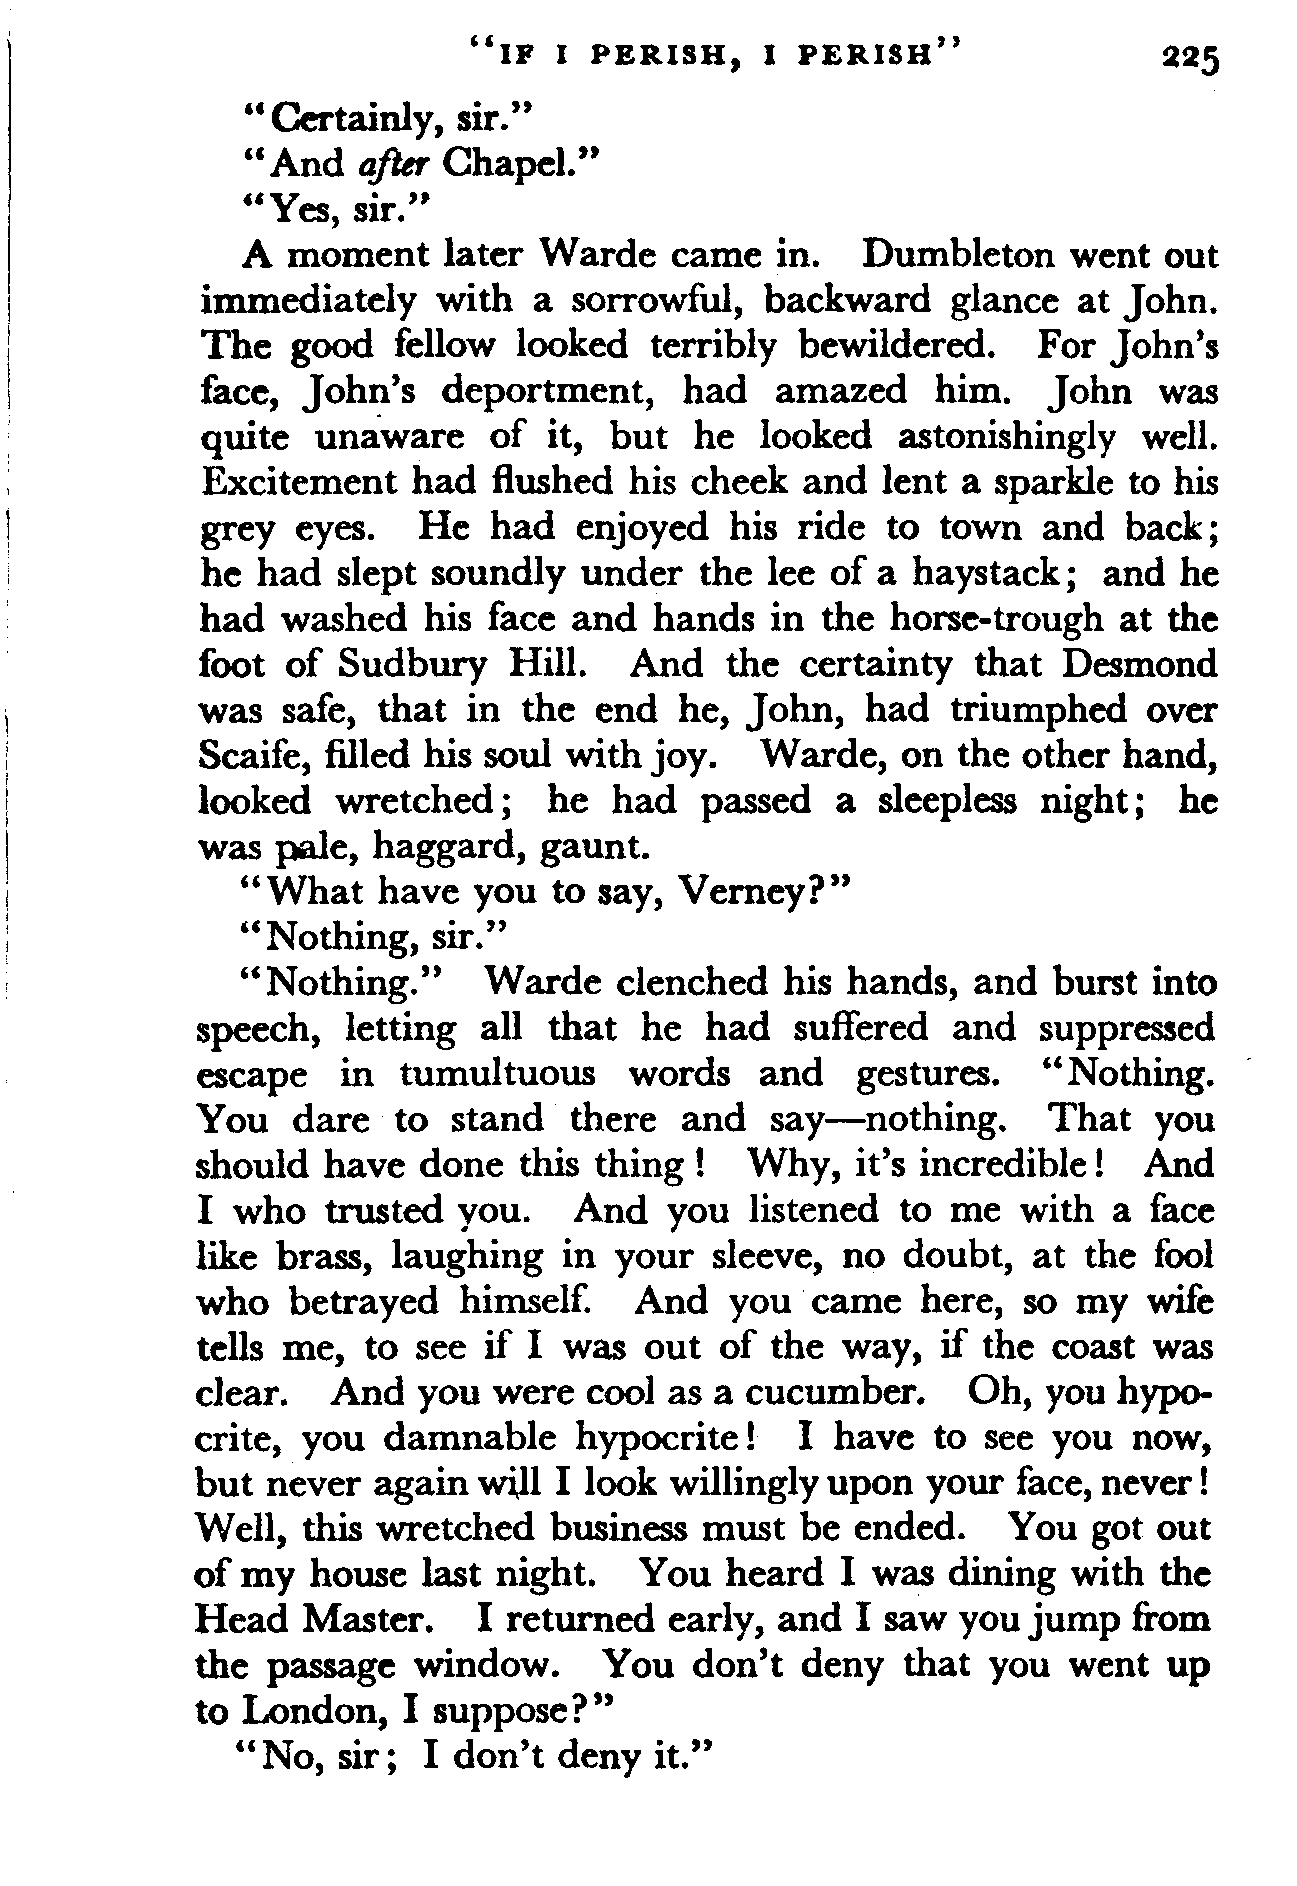 "IF I PERISH, I PERISH" 225
"Certainly, sir."
"And after Chapel."
"Yes, sir."
A moment later Warde came in. Dumbleton went out
immediately with a sorrowful, backward glance at John.
The good fellow looked terribly bewildered. For John's
face, John's deportment, had amazed him. John was
quite unaware of it, but he looked astonishingly well.
Excitement had flushed his cheek and lent a sparkle to his
grey eyes. He had enjoyed his ride to town and back;
he had slept soundly under the lee of a haystack; and he
had washed his face and hands in the horse-trough at the
foot of Sudbury Hill. And the certainty that Desmond
was safe, that in the end he, John, had triumphed over
Scaife, filled his soul with joy. Warde, on the other hand,
looked wretched; he had passed a sleepless night; he
was pale, haggard, gaunt.
"What have you to say, Verney?"
"Nothing, sir."
"Nothing." Warde clenched his hands, and burst into
speech, letting all that he had suffered and suppressed
escape in tumultuous words and gestures. "Nothing.
You dare to stand there and say—nothing. That you
should have done this thing! Why, it's incredible! And
I who trusted you. And you listened to me with a face
like brass, laughing in your sleeve, no doubt, at the fool
who betrayed himself. And you came here, so my wife
tells me, to see if I was out of the way, if the coast was
clear. And you were cool as a cucumber. Oh, you hypo-
crite, you damnable hypocrite! I have to see you now,
but never again will I look willingly upon your face, never!
Well, this wretched business must be ended. You got out
of my house last night. You heard I was dining with the
Head Master. I returned early, and I saw you jump from
the passage window. You don't deny that you went up
to London, I suppose?"
"No, sir; I don't deny it."